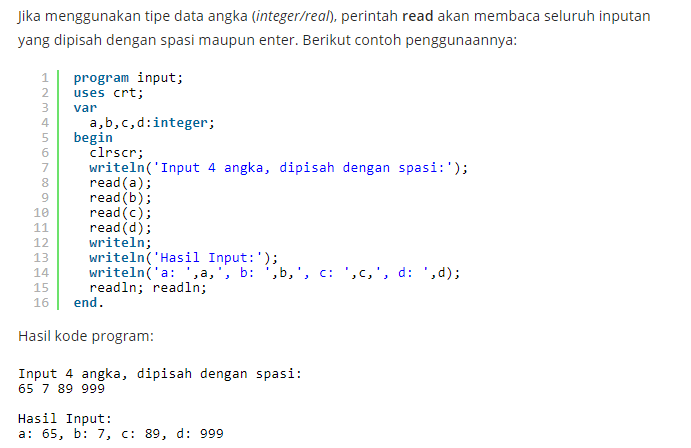 Jika menggunakan tipe data angka (integer/real), perintah read akan membaca seluruh inputan
yang dipisah dengan spasi maupun enter. Berikut contoh penggunaannya:
1 program input;
2 uses crt;
3 var
4   a,b,c,d:integer;
5 begin
6   clrscr;
7   writeln('Input 4 angka, dipisah dengan spasi:');
8   read(a);
9   read(b);
10   read(c);
11   read(d);
12   writeln;
13   writeln('Hasil Input:');
14   writeln('a: ',a,', b: ',b,', c: ',c,', d: ',d);
15   readln; readln;
16 end.
Hasil kode program:
Input 4 angka, dipisah dengan spasi:
65 7 89 999
Hasil Input:
a: 65, b: 7, c: 89, d: 999